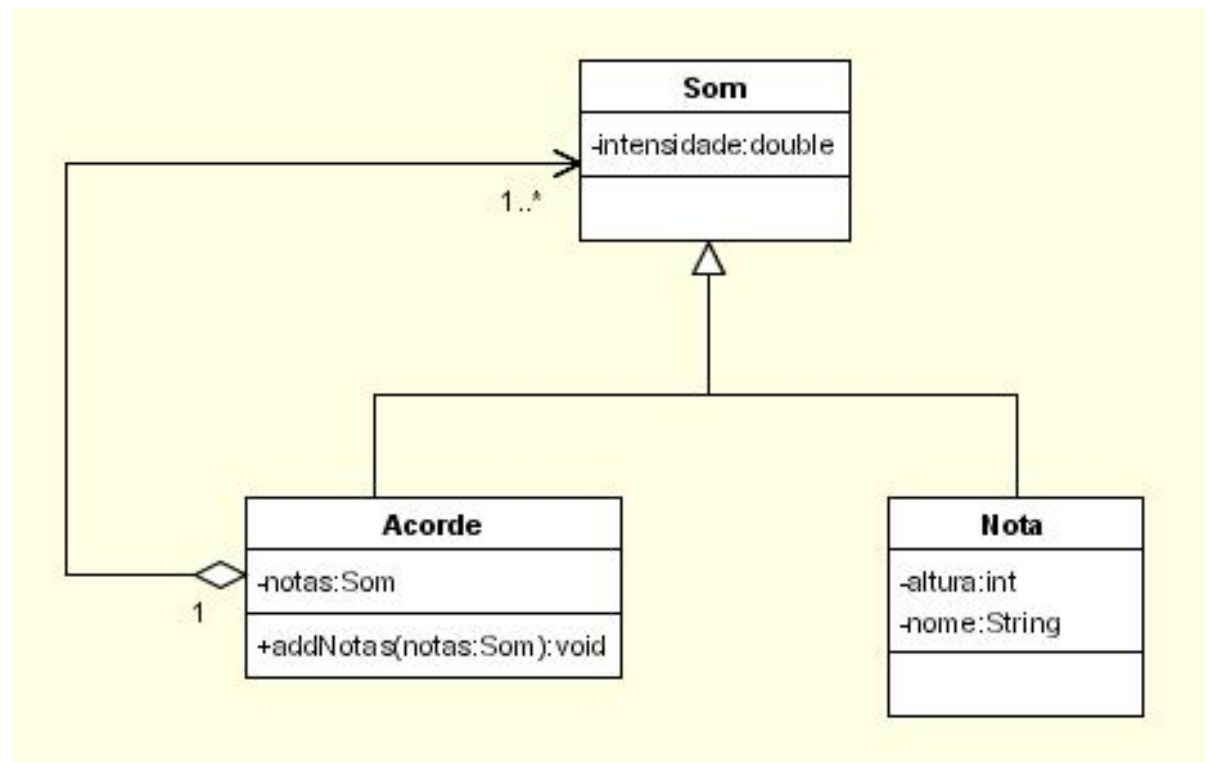 Som
-intensidade:double
1..*
Acorde
-notas:Som
+addNotas(notas:Som):void
1
Nota
-altura:int
-nome:String